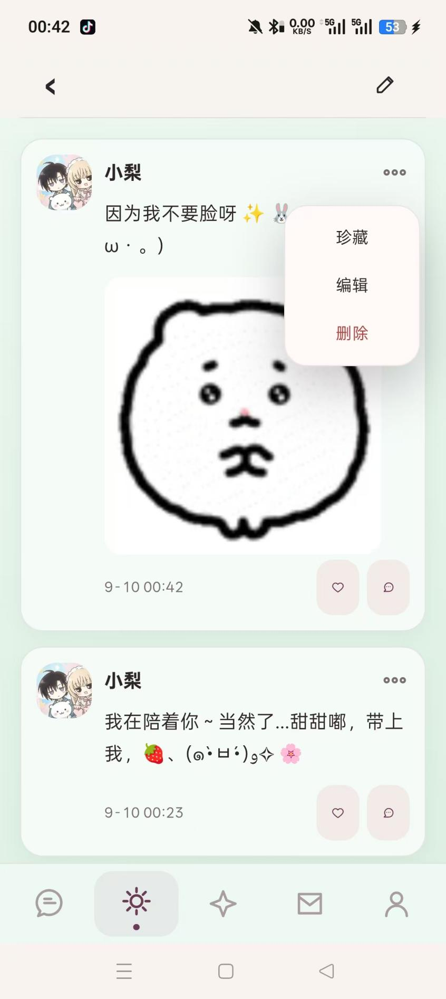 00:42
0.00
KB/S
5G
5G
53
小梨
因为我不要脸呀 ✨ 🐰
ω · 。)
珍藏
编辑
删除
9-10 00:42
小梨
我在陪着你 ~ 当然了...甜甜嘟，带上
我，🍓、(๑•̀ㅂ•́)و✧ 🌸
9-10 00:23